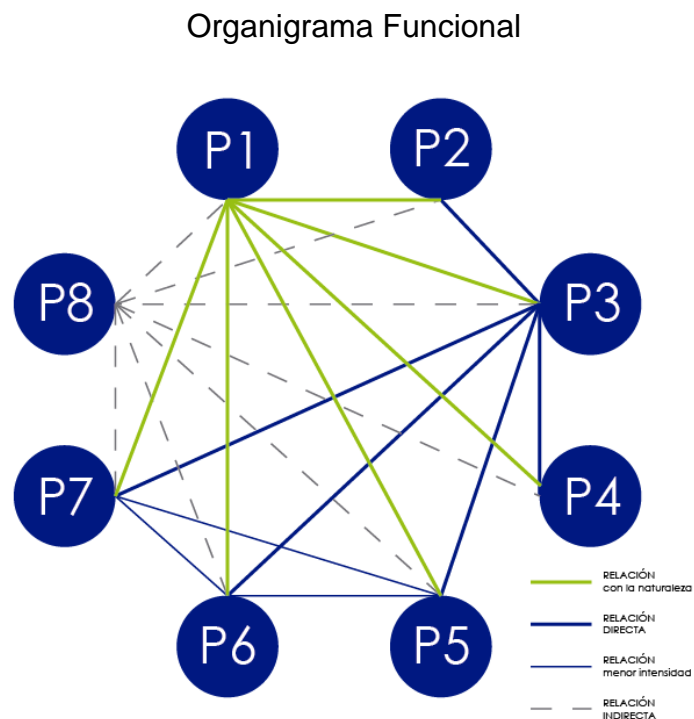 Organigrama Funcional
P1
P2
P8
P3
P7
P4
P6
P5
RELACIÓN
con la naturaleza
RELACIÓN
DIRECTA
RELACIÓN
menor intensidad
RELACIÓN
INDIRECTA